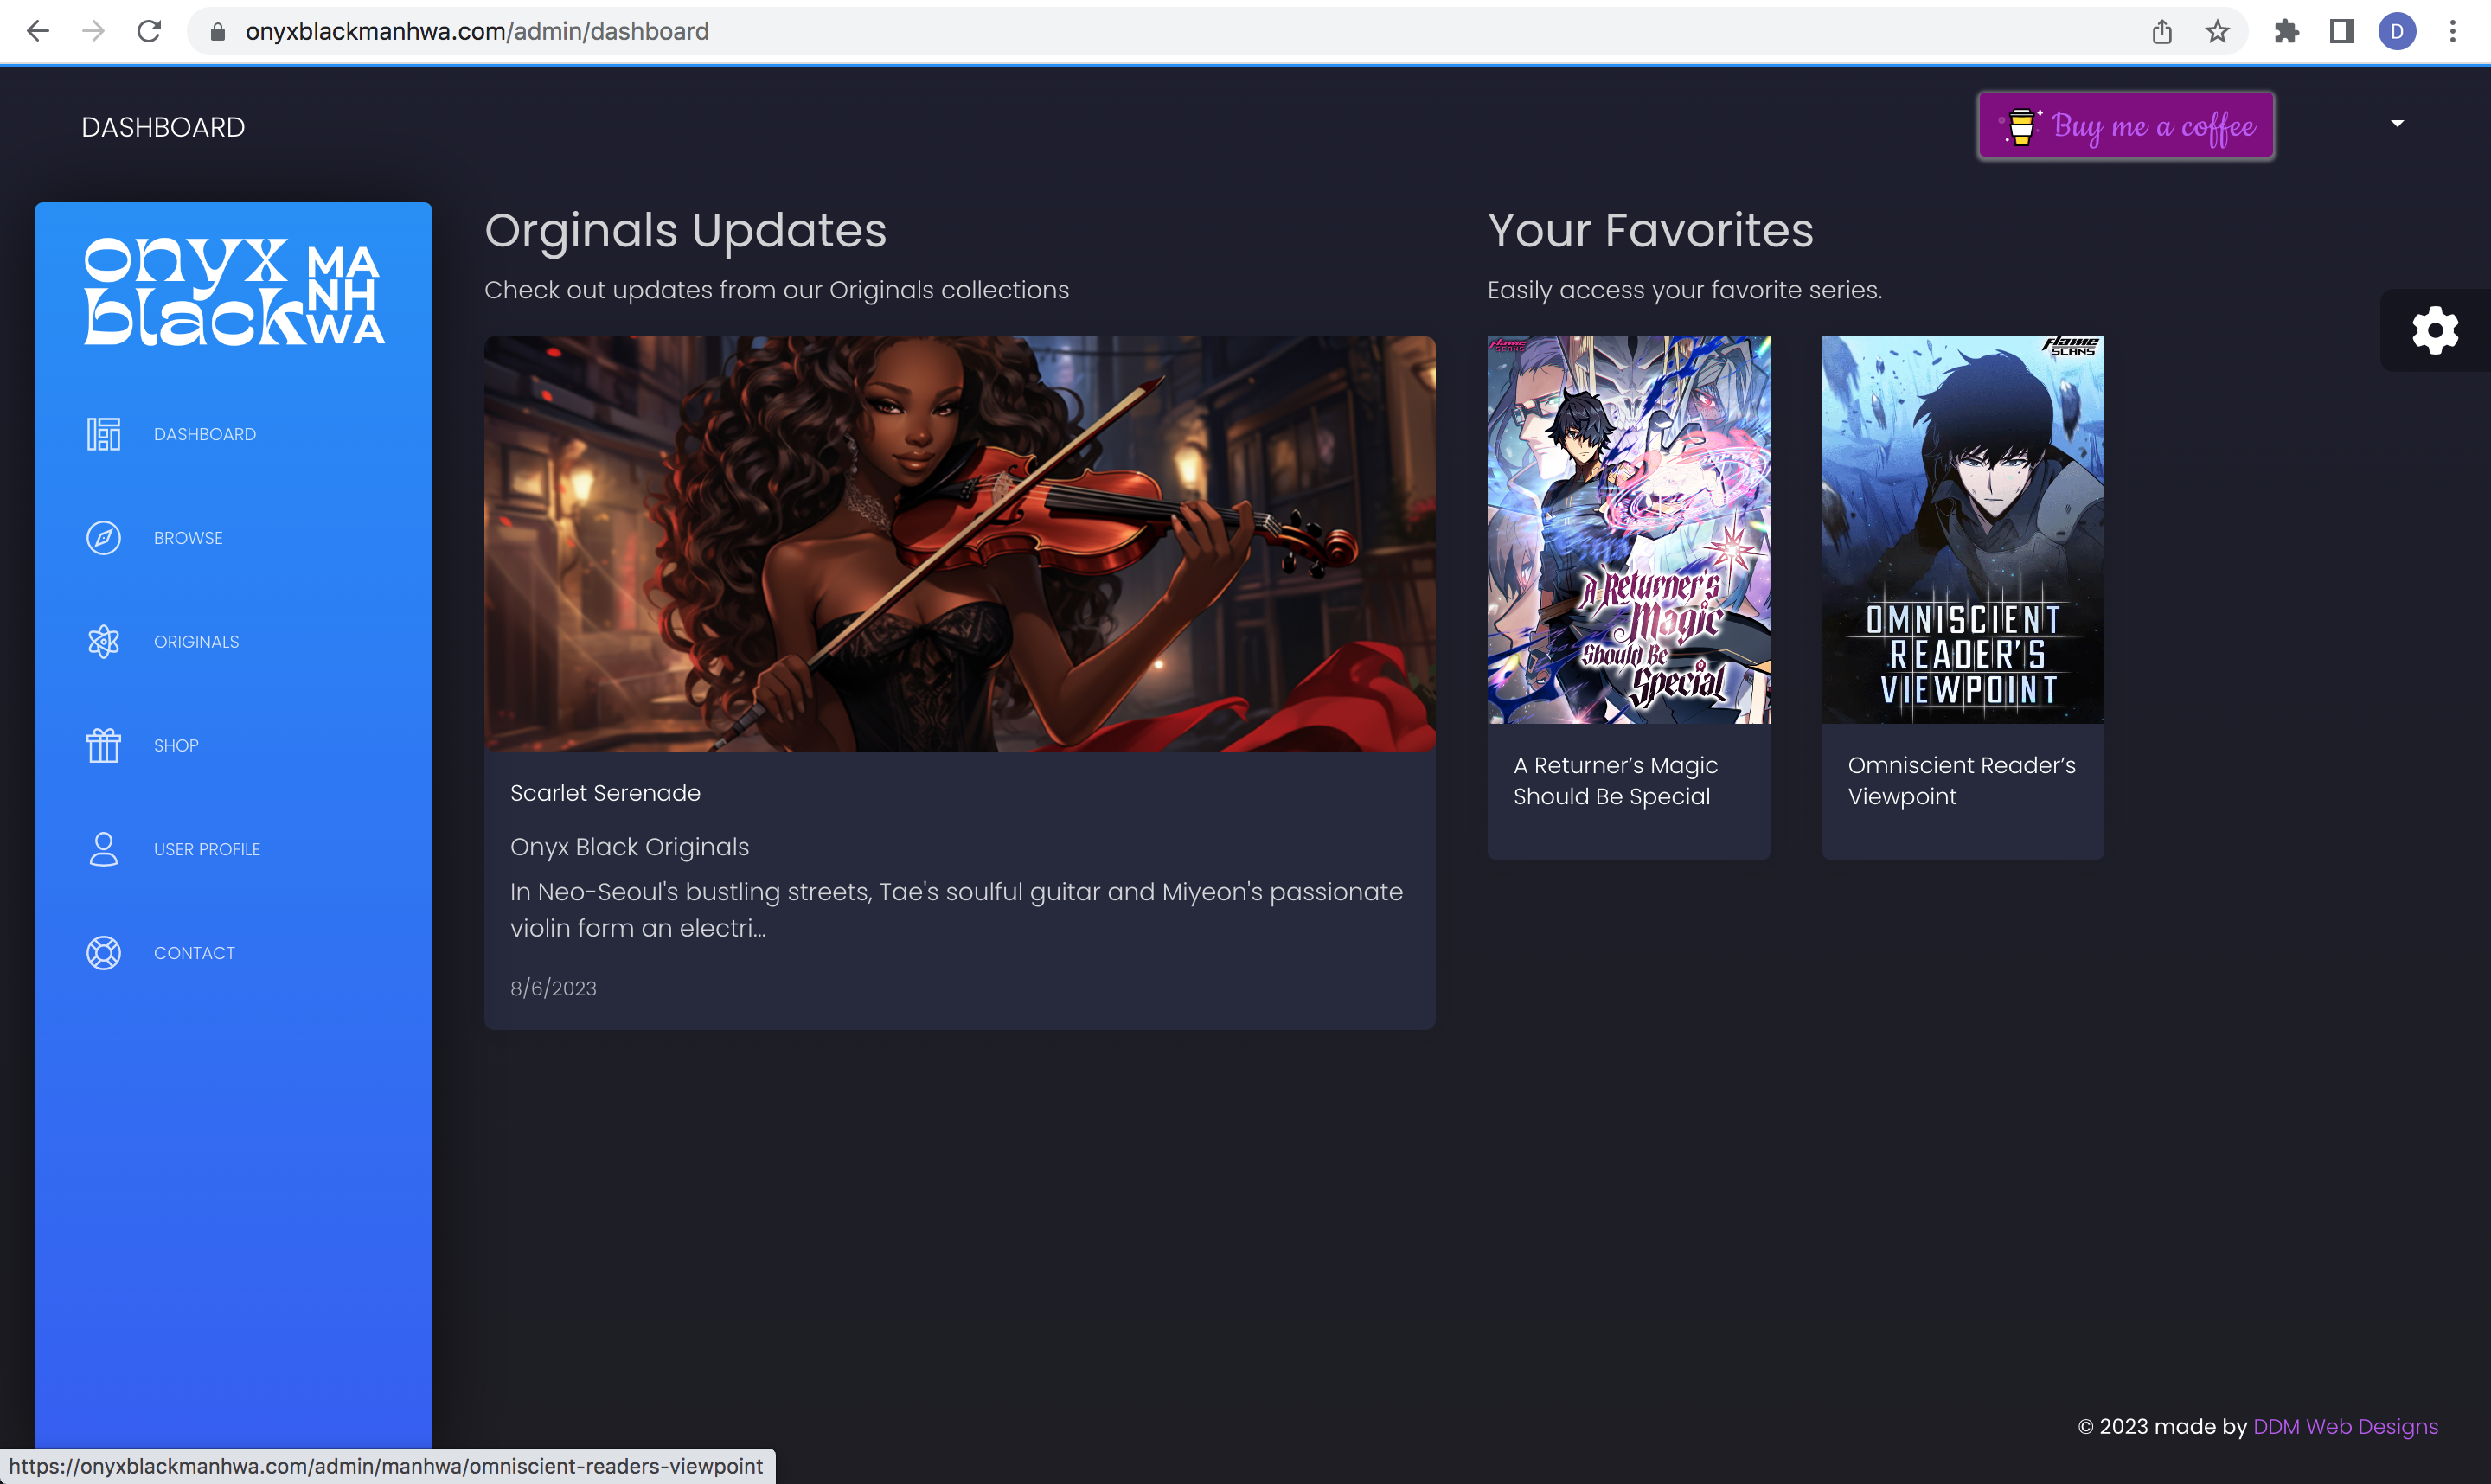 onyxblackmanhwa.com/admin/dashboard
D
DASHBOARD
Buy me a coffee
onyx
black
MA
NH
WA
DASHBOARD
BROWSE
ORIGINALS
SHOP
USER PROFILE
CONTACT
Orginals Updates
Check out updates from our Originals collections
Scarlet Serenade
Onyx Black Originals
In Neo-Seoul's bustling streets, Tae's soulful guitar and Miyeon's passionate
violin form an electri...
8/6/2023
Your Favorites
Easily access your favorite series.
flame
SCANS
A Returner's
Magic
Should Be
Special
A Returner’s Magic
Should Be Special
flame
SCANS
OMNISCIENT
READER'S
VIEWPOINT
Omniscient Reader’s
Viewpoint
© 2023 made by DDM Web Designs
https://onyxblackmanhwa.com/admin/manhwa/omniscient-readers-viewpoint